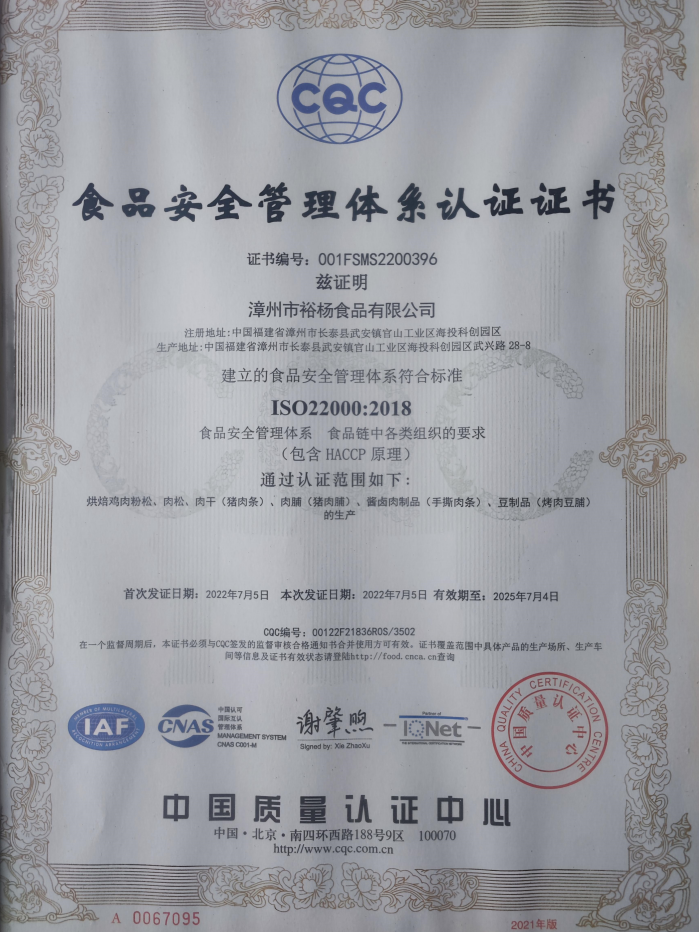 CQC
食品安全管理体系认证证书
证书编号：001FSMS2200396
兹证明
漳州市裕杨食品有限公司
注册地址:中国福建省漳州市长泰县武安镇官山工业区海投科创园区
生产地址:中国福建省漳州市长泰县武安镇官山工业区海投科创园区武兴路 28-8
建立的食品安全管理体系符合标准
ISO22000:2018
食品安全管理体系 食品链中各类组织的要求
（包含 HACCP 原理）
通过认证范围如下：
烘焙鸡肉粉松、肉松、肉干（猪肉条）、肉脯（猪肉脯）、酱卤肉制品（手撕肉条）、豆制品（烤肉豆脯）
的生产
首次发证日期：2022年7月5日 本次发证日期：2022年7月5日 有效期至：2025年7月4日
CQC编号：00122F21836R0S/3502
在一个监督周期后，本证书必须与CQC签发的监督审核合格通知书合并使用方可有效。证书覆盖范围中具体产品的生产场所、生产车
间等信息及证书有效状态请登陆http://food.cnca.cn查询
MEMBER OF MULTILATERAL
IAF
RECOGNITION ARRANGEMENT
CNAS
中国认可
国际互认
管理体系
MANAGEMENT SYSTEM
CNAS C001-M
谢肇煦
Signed by: Xie ZhaoXu
Partner of
IQNet
THE INTERNATIONAL CERTIFICATION NETWORK
CHINA QUALITY CERTIFICATION CENTRE
中国质量认证中心
中国质量认证中心
中国·北京·南四环西路188号9区 100070
http://www.cqc.com.cn
A 0067095
2021年版